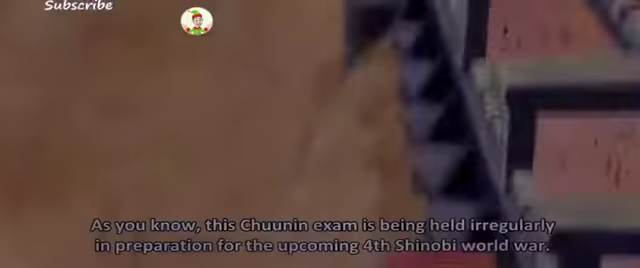 Subscribe
As you know, this Chuunin exam is being held irregularly
in preparation for the upcoming 4th Shinobi world war.